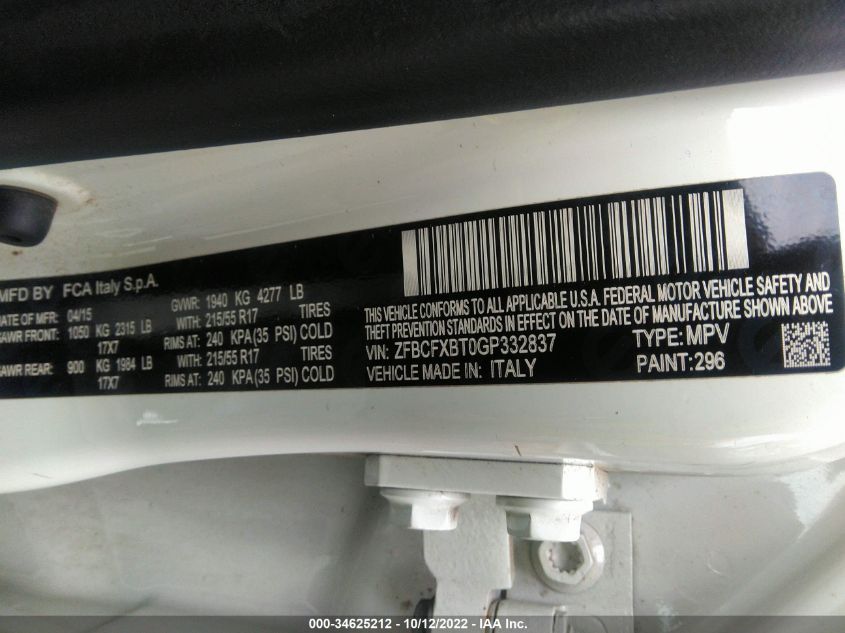 MFD BY FCA Italy S.p.A.
DATE OF MFR: 04/15 GVWR: 1940 KG 4277 LB
GAWR FRONT: 1050 KG 2315 LB WITH: 215/55 R17 TIRES
17X7 RIMS AT: 240 KPA(35 PSI) COLD
GAWR REAR: 900 KG 1984 LB WITH: 215/55 R17 TIRES
17X7 RIMS AT: 240 KPA(35 PSI) COLD
THIS VEHICLE CONFORMS TO ALL APPLICABLE U.S.A. FEDERAL MOTOR VEHICLE SAFETY AND
THEFT PREVENTION STANDARDS IN EFFECT ON THE DATE OF MANUFACTURE SHOWN ABOVE
VIN: ZFBCFXBT0GP332837 TYPE: MPV
VEHICLE MADE IN: ITALY PAINT: 296
000-34625212 - 10/12/2022 - IAA Inc.